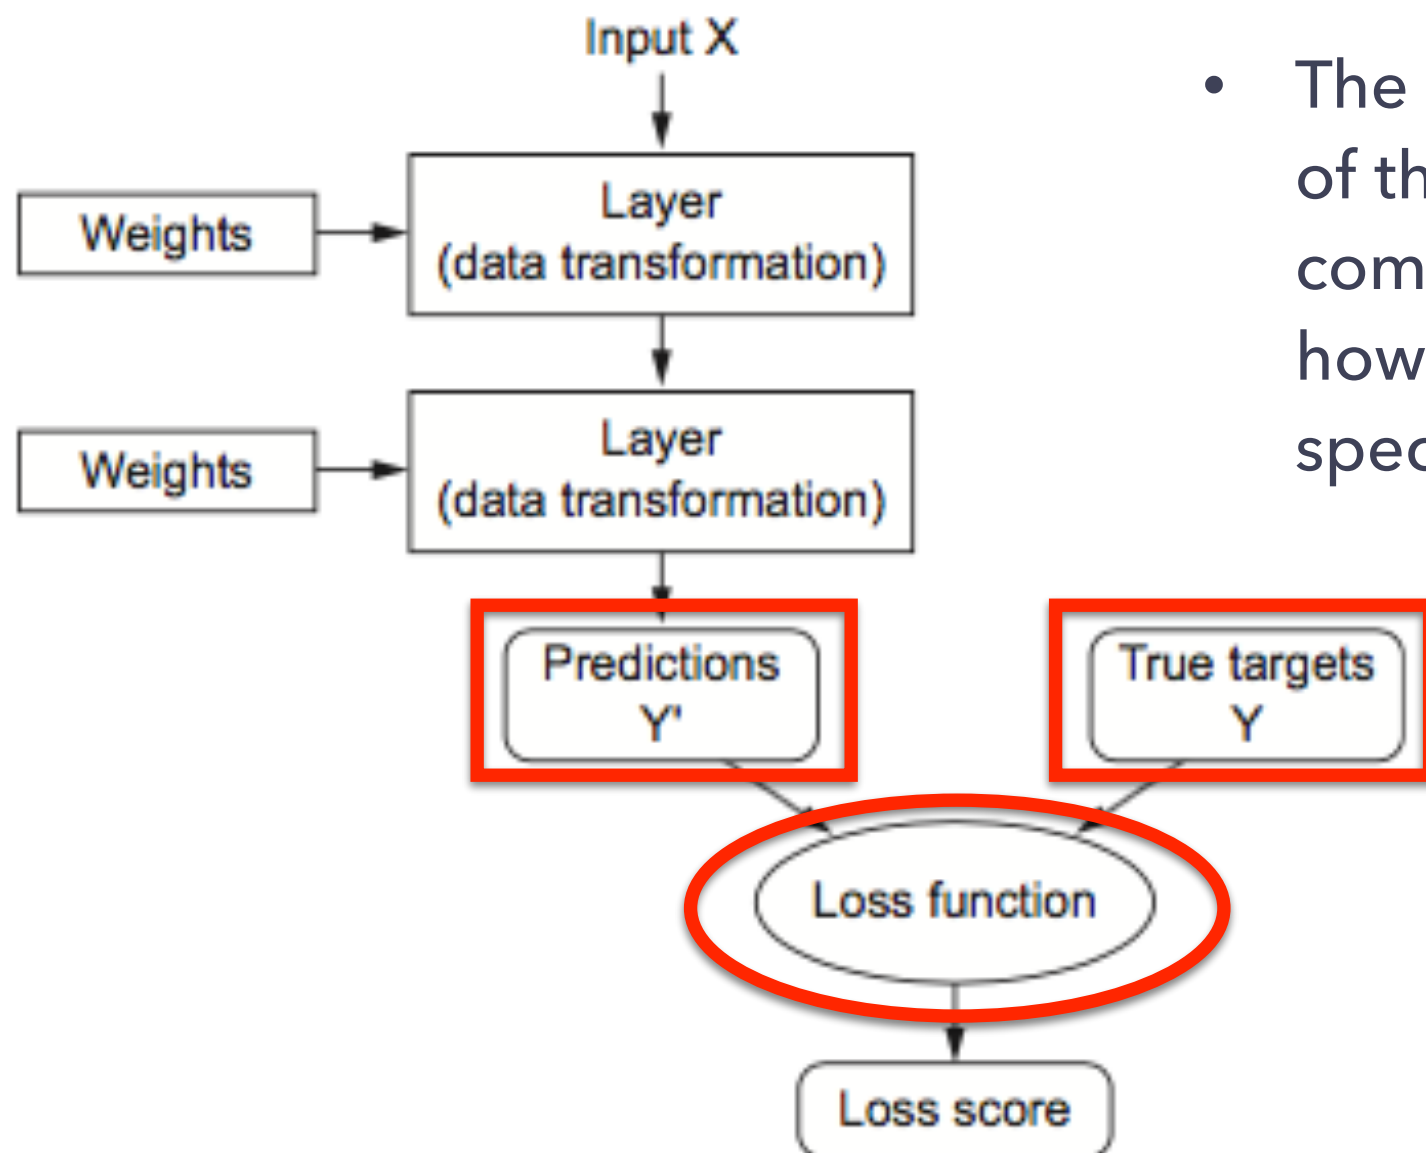 Input X
Weights
Layer
(data transformation)
Weights
Layer
(data transformation)
Predictions
Y'
True targets
Y
Loss function
Loss score
• The
of th
com
how
spec